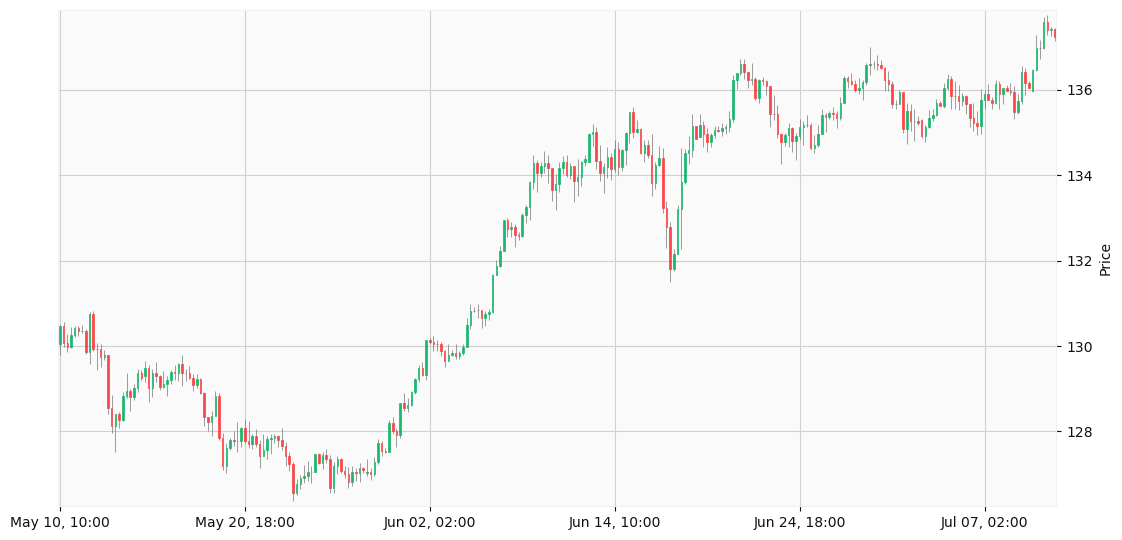 136
134
132
130
128
Price
May 10, 10:00
May 20, 18:00
Jun 02, 02:00
Jun 14, 10:00
Jun 24, 18:00
Jul 07, 02:00